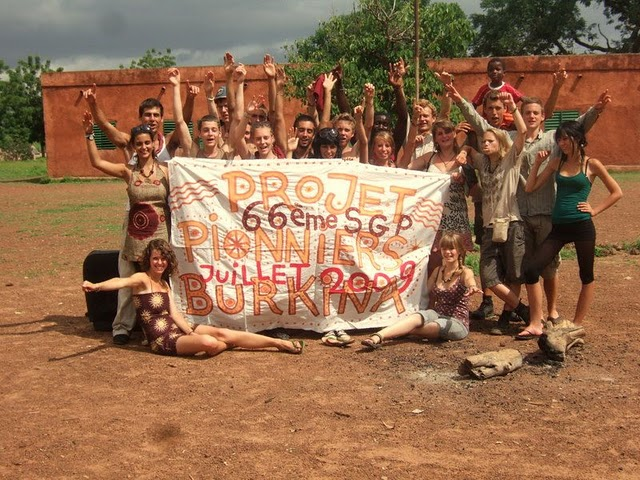 PROJET
66ème SGP
PIONNIERS
JUILLET 2009
BURKINA